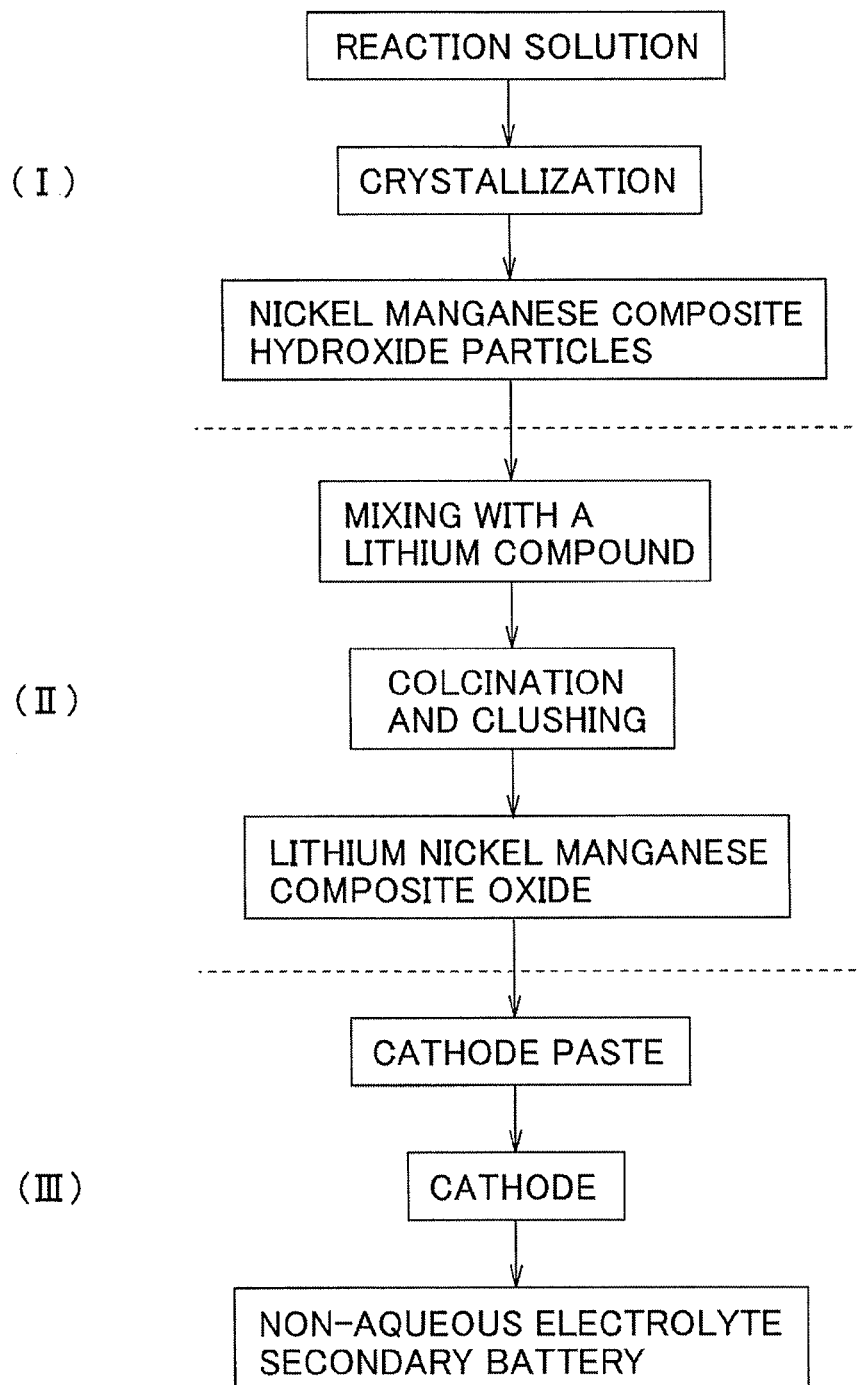 REACTION SOLUTION
(I)
CRYSTALLIZATION
NICKEL MANGANESE COMPOSITE
HYDROXIDE PARTICLES
MIXING WITH A
LITHIUM COMPOUND
(II)
COLCINATION
AND CLUSHING
LITHIUM NICKEL MANGANESE
COMPOSITE OXIDE
CATHODE PASTE
(III)
CATHODE
NON-AQUEOUS ELECTROLYTE
SECONDARY BATTERY